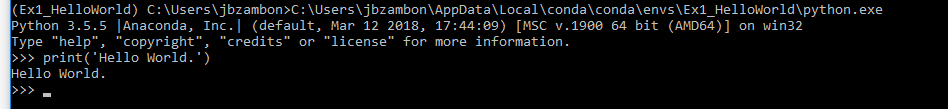 (Ex1_HelloWorld) C:\Users\jbzambon>C:\Users\jbzambon\AppData\Local\conda\conda\envs\Ex1_HelloWorld\python.exe
Python 3.5.5 |Anaconda, Inc.| (default, Mar 12 2018, 17:44:09) [MSC v.1900 64 bit (AMD64)] on win32
Type "help", "copyright", "credits" or "license" for more information.
>>> print('Hello World.')
Hello World.
>>> _